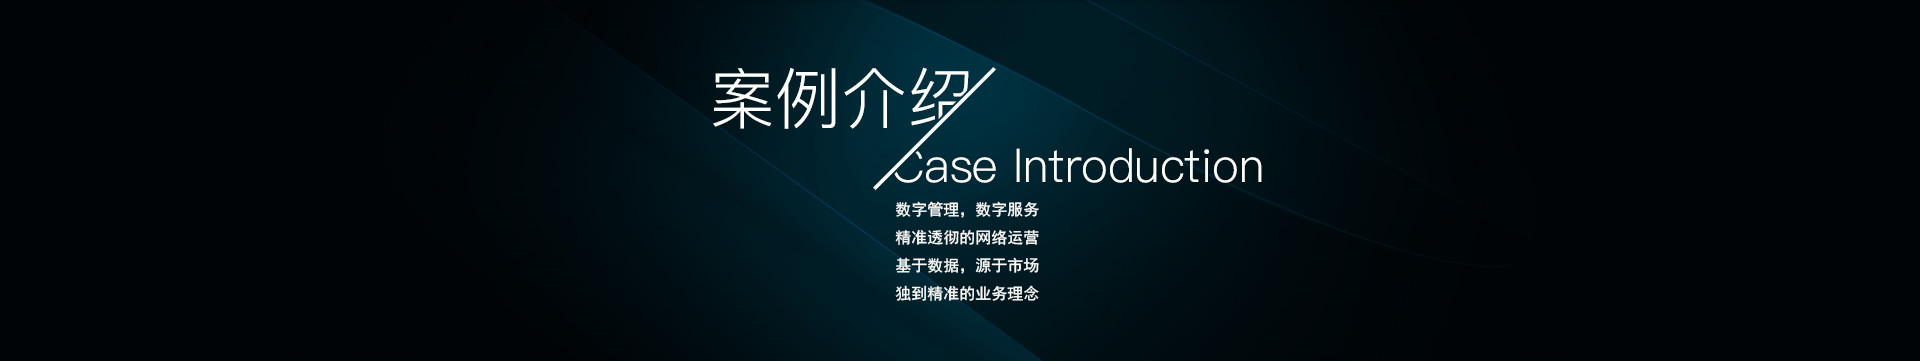 案例介绍
Case Introduction
数字管理，数字服务
精准透彻的网络运营
基于数据，源于市场
独到精准的业务理念